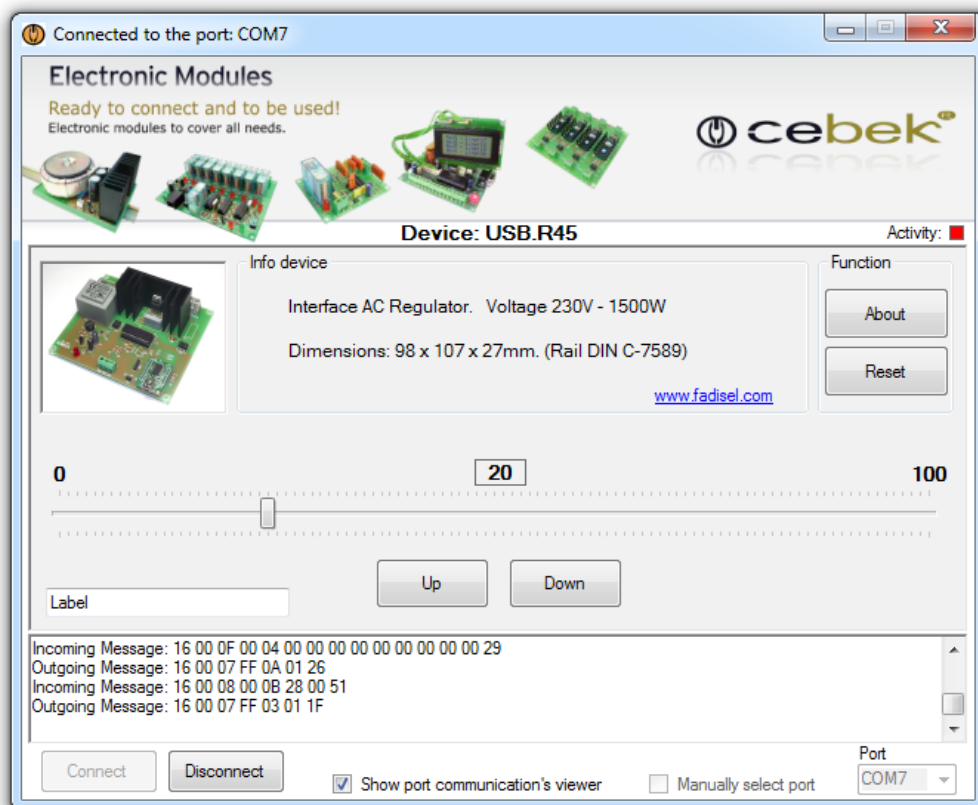 Connected to the port: COM7
Electronic Modules
Ready to connect and to be used!
Electronic modules to cover all needs.
cebek®
Device: USB.R45
Activity:
Info device
Interface AC Regulator. Voltage 230V - 1500W
Dimensions: 98 x 107 x 27mm. (Rail DIN C-7589)
www.fadisel.com
Function
About
Reset
0
20
100
Up
Down
Label
Incoming Message: 16 00 0F 00 04 00 00 00 00 00 00 00 00 00 29
Outgoing Message: 16 00 07 FF 0A 01 26
Incoming Message: 16 00 08 00 0B 28 00 51
Outgoing Message: 16 00 07 FF 03 01 1F
Connect
Disconnect
Show port communication's viewer
Manually select port
Port
COM7